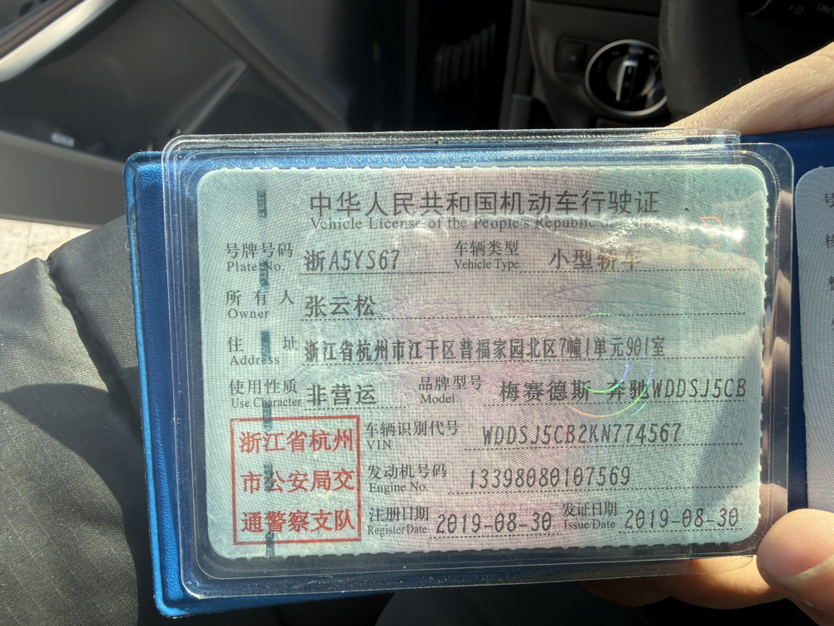 中华人民共和国机动车行驶证
Vehicle License of the People's Republic
号牌号码 浙A5YS67 车辆类型 小型轿车
Plate No. Vehicle Type
所有人 张云松
Owner
住址 浙江省杭州市江干区普福家园北区7幢1单元901室
Address
使用性质 非营运 品牌型号 梅赛德斯-奔驰WDDSJ5CB
Use Character Model
浙江省杭州
市公安局交
通警察支队
车辆识别代号 WDDSJ5CB2KN774567
VIN
发动机号码 13398080107569
Engine No.
注册日期 2019-08-30 发证日期 2019-08-30
Register Date Issue Date